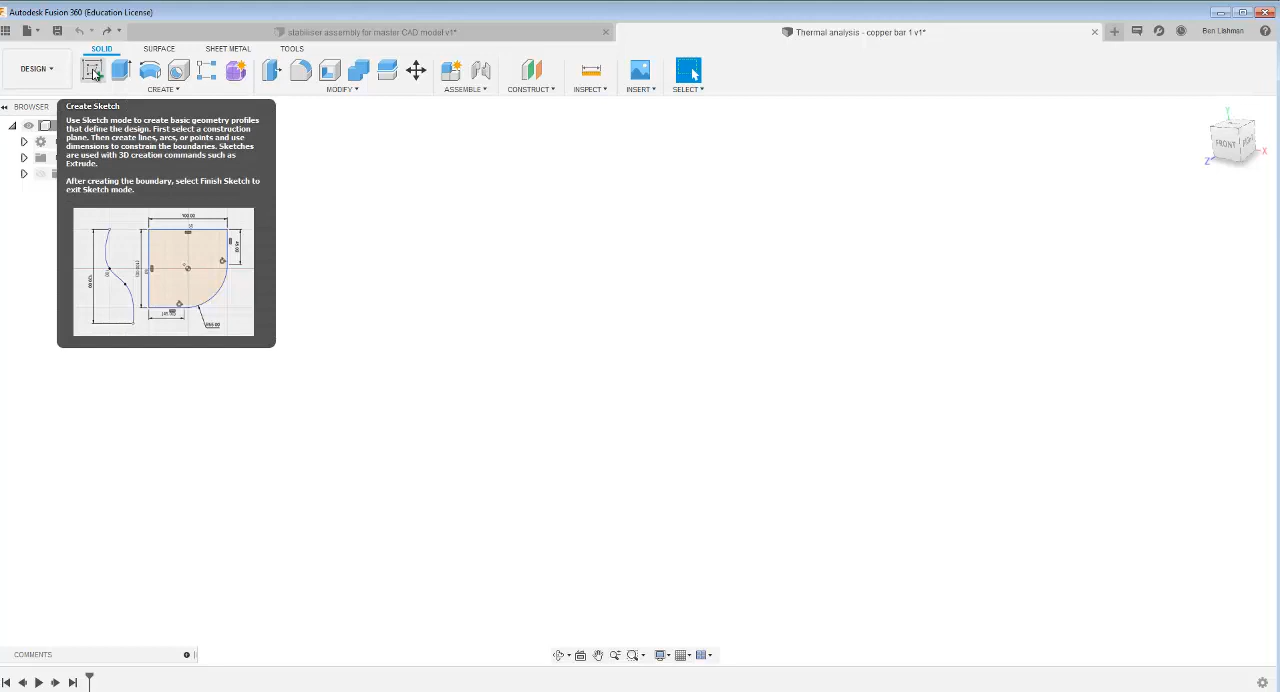 Autodesk Fusion 360 (Education License)
stabiliser assembly for master CAD model v1*
Thermal analysis - copper bar 1 v1*
Ben Lishman
DESIGN
SOLID
SURFACE
SHEET METAL
TOOLS
CREATE
MODIFY
ASSEMBLE
CONSTRUCT
INSPECT
INSERT
SELECT
BROWSER
Create Sketch
Use Sketch mode to create basic geometry profiles
that define the design. First select a construction
plane. Then create lines, arcs, or points and use
dimensions to constrain the boundaries. Sketches
are used with 3D creation commands such as
Extrude.
After creating the boundary, select Finish Sketch to
exit Sketch mode.
100.00
Y
FRONT
X
Z
COMMENTS